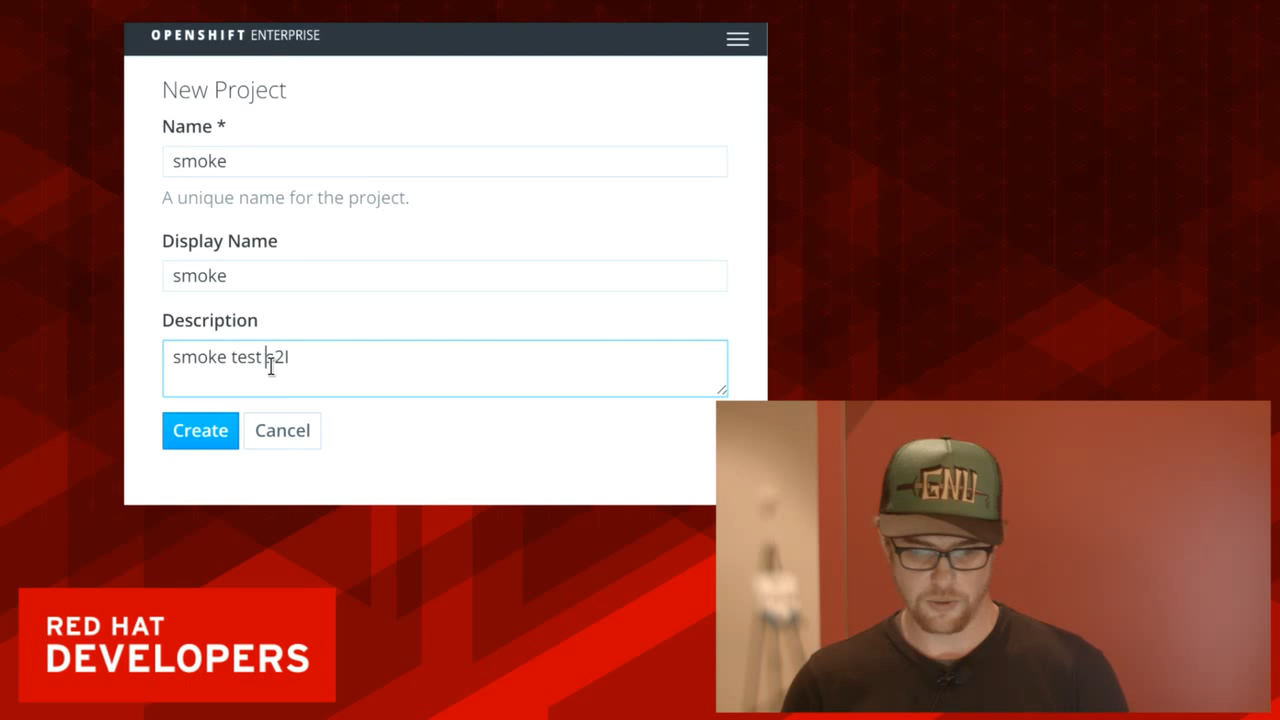 OPENSHIFT ENTERPRISE
New Project
Name *
smoke
A unique name for the project.
Display Name
smoke
Description
smoke test s2I
Create Cancel
GNU
RED HAT
DEVELOPERS